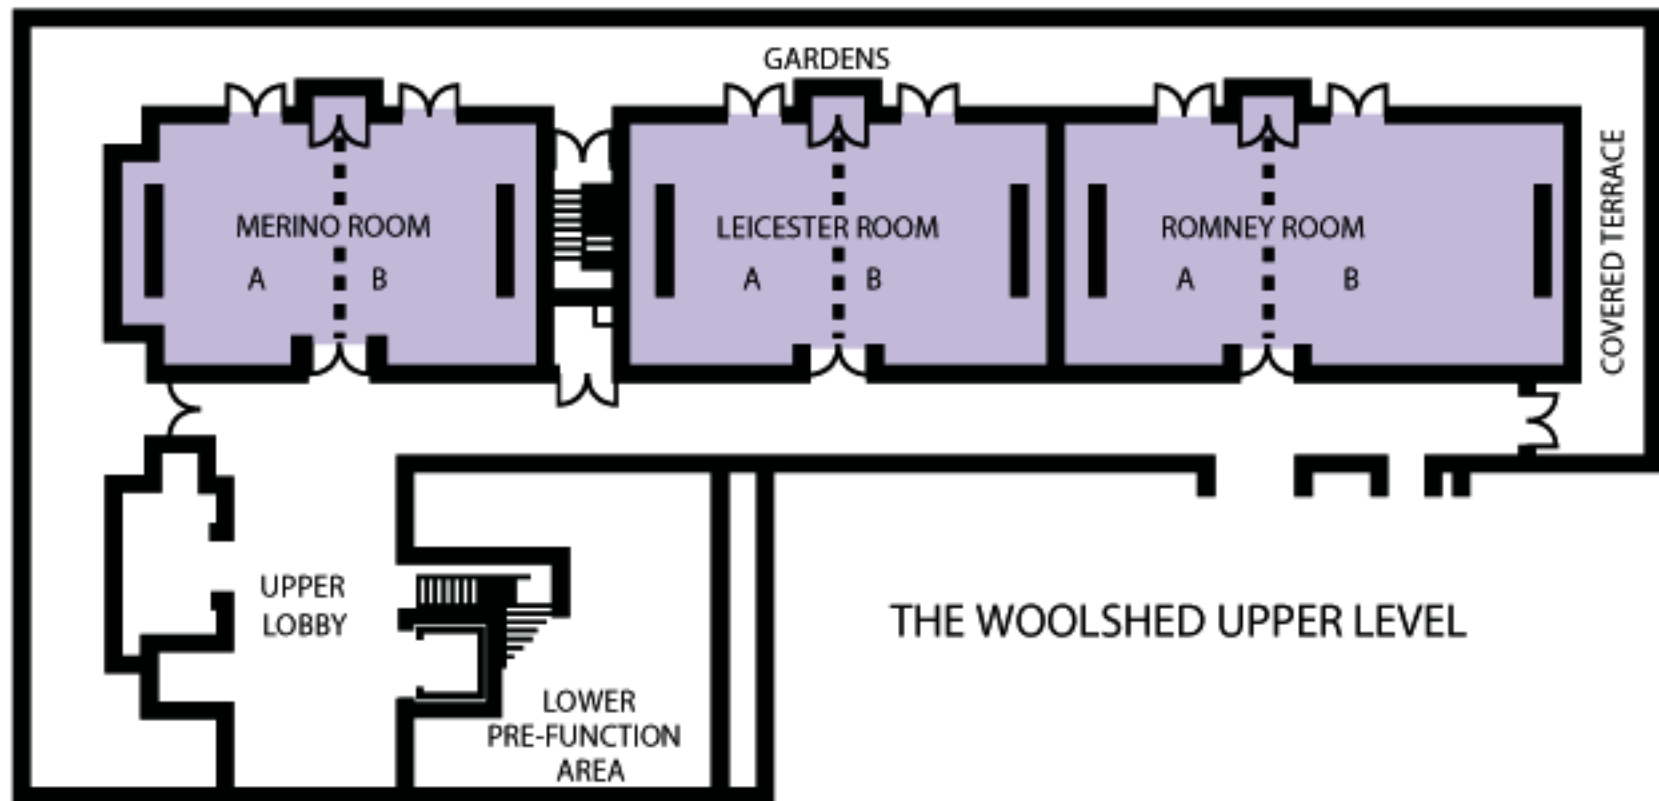 GARDENS
MERINO ROOM
A B
LEICESTER ROOM
A B
ROMNEY ROOM
A B
COVERED TERRACE
UPPER
LOBBY
LOWER
PRE-FUNCTION
AREA
THE WOOLSHED UPPER LEVEL